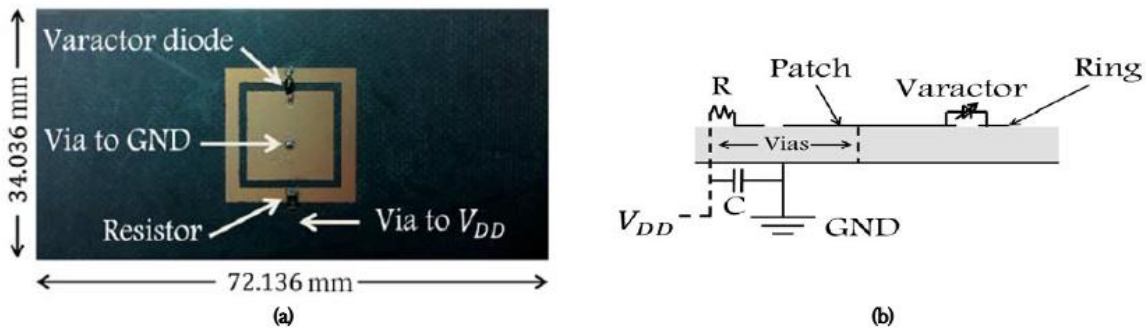 Varactor diode
Via to GND
Resistor
Via to V_DD
34.036 mm
72.136 mm
(a)
Patch
Ring
R
Varactor
Vias
C
V_DD
GND
(b)